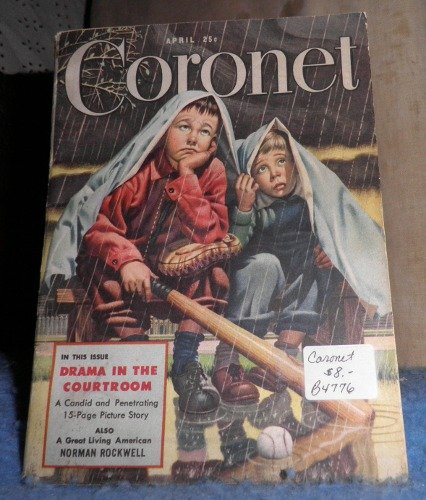 APRIL 25¢
Coronet
IN THIS ISSUE
DRAMA IN THE
COURTROOM
A Candid and Penetrating
15-Page Picture Story
ALSO
A Great Living American
NORMAN ROCKWELL
Coronet
$8.-
B4776